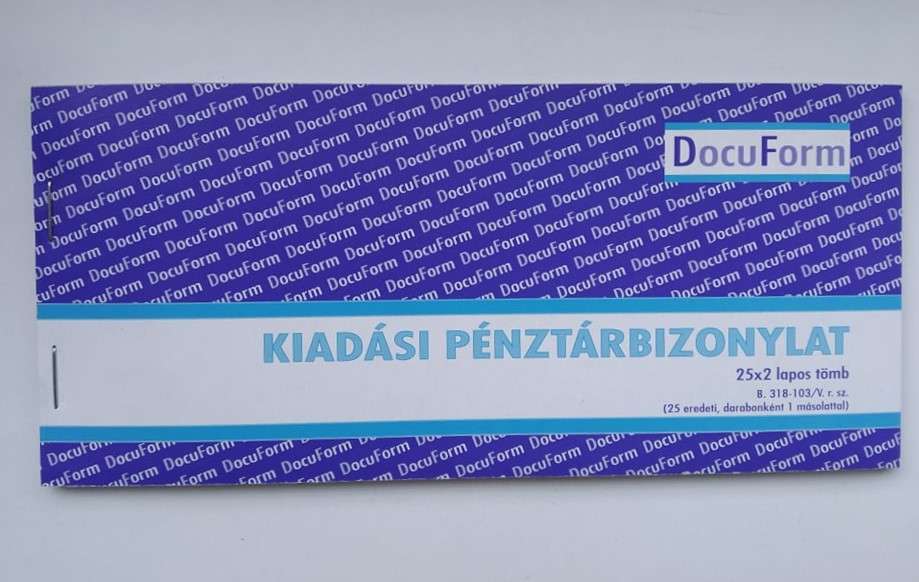 DocuForm
KIADÁSI PÉNZTÁRBIZONYLAT
25x2 lapos tömb
B. 318-103/V. r. sz.
(25 eredeti, darabonként 1 másolattal)